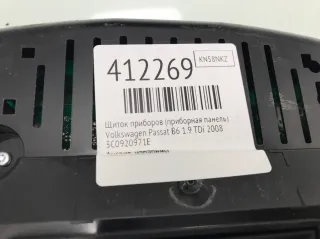 KN58NKZ
412269
Щиток приборов (приборная панель)
Volkswagen Passat B6 1.9 TDi 2008
3C0920971E